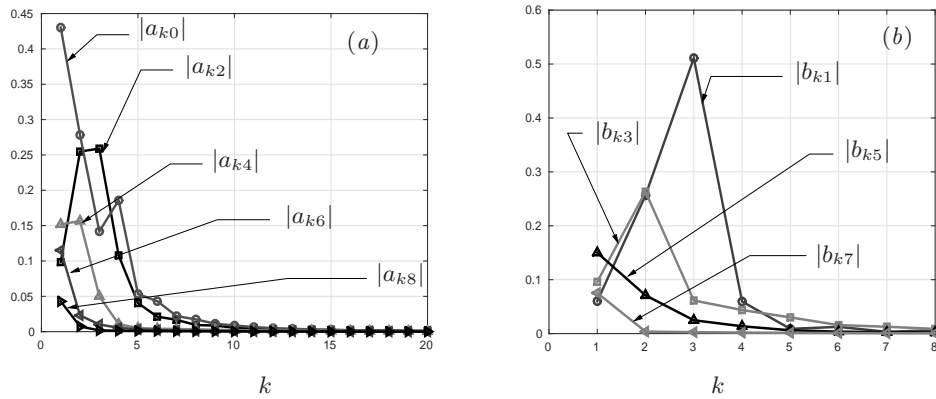 0.45
0.4
0.35
0.3
0.25
0.2
0.15
0.1
0.05
0
0 5 10 15 20
k
(a)
|a_{k0}|
|a_{k2}|
|a_{k4}|
|a_{k6}|
|a_{k8}|
0.6
0.5
0.4
0.3
0.2
0.1
0
0 1 2 3 4 5 6 7 8
k
(b)
|b_{k1}|
|b_{k3}|
|b_{k5}|
|b_{k7}|